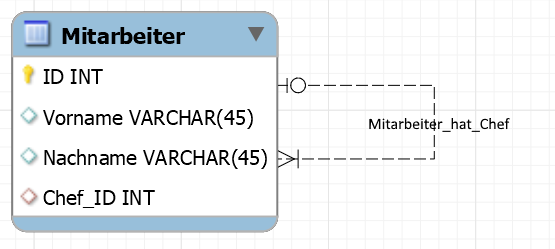 Mitarbeiter
ID INT
Vorname VARCHAR(45)
Mitarbeiter_hat_Chef
Nachname VARCHAR(45)
Chef_ID INT